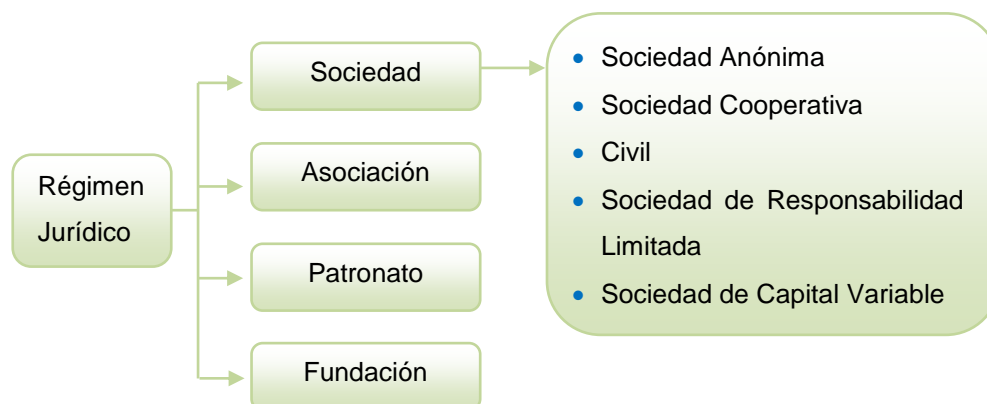 Régimen
Jurídico
Sociedad
Asociación
Patronato
Fundación
Sociedad Anónima
Sociedad Cooperativa
Civil
Sociedad de Responsabilidad
Limitada
Sociedad de Capital Variable